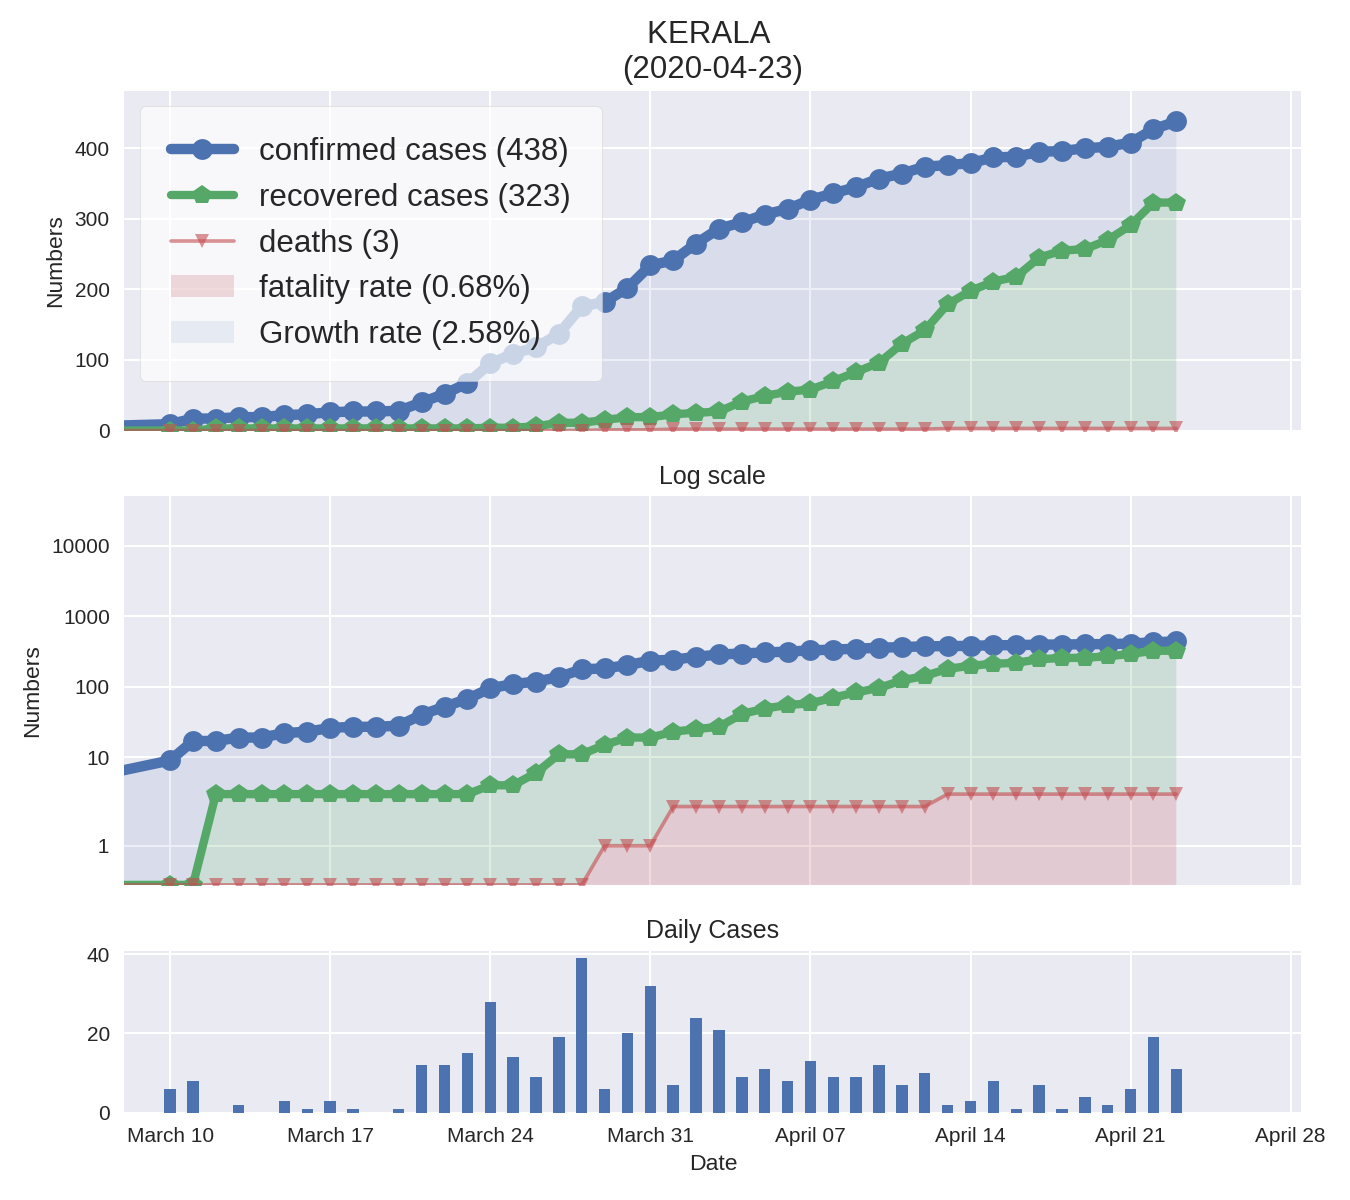 KERALA
(2020-04-23)
confirmed cases (438)
recovered cases (323)
deaths (3)
fatality rate (0.68%)
Growth rate (2.58%)
Numbers
400
300
200
100
0
Log scale
Numbers
10000
1000
100
10
1
Daily Cases
40
20
0
March 10 March 17 March 24 March 31 April 07 April 14 April 21 April 28
Date